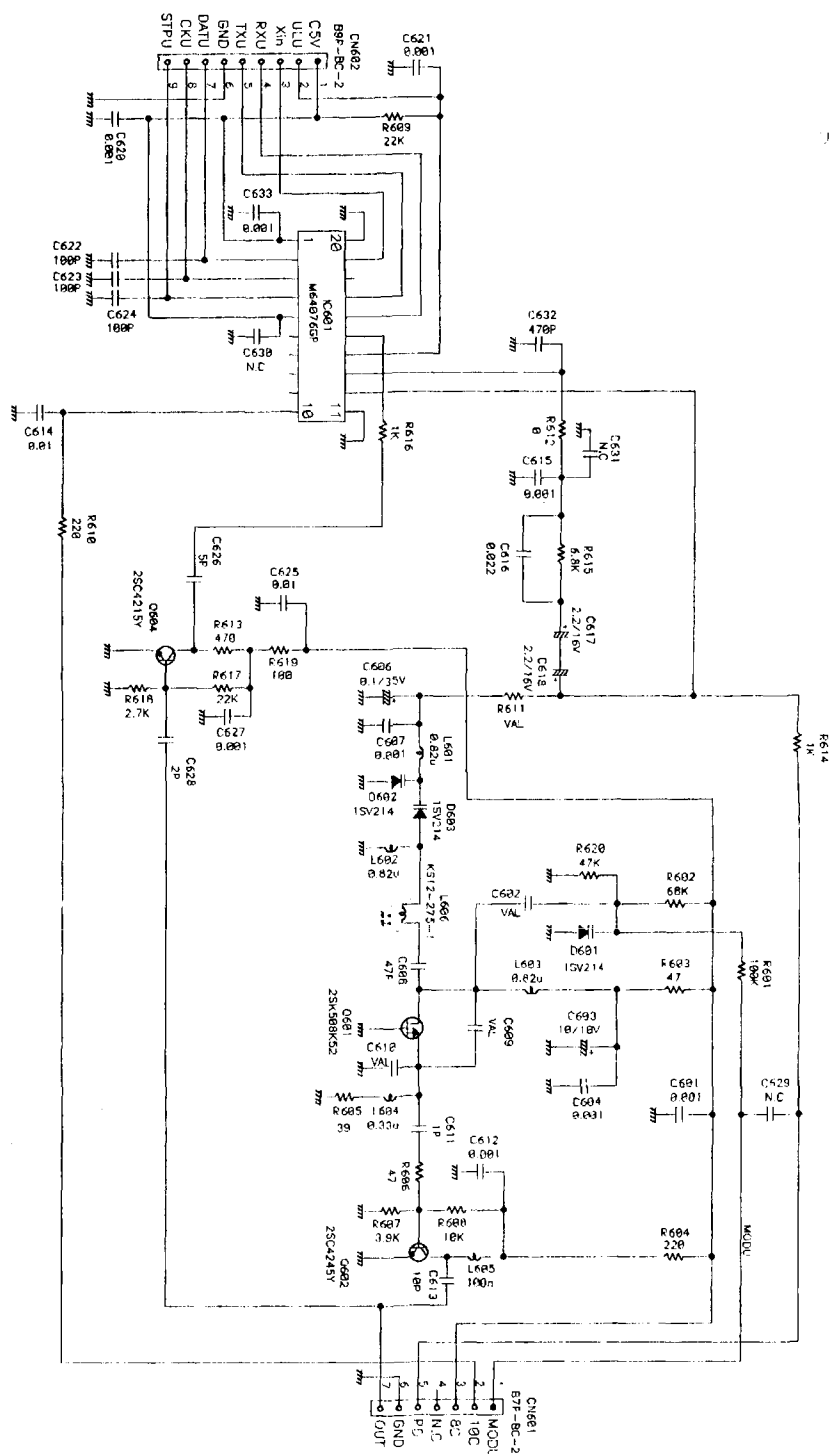 CN602
B9P-BC-2
C5V 1
ULU 2
Xin 3
RXU 4
TXU 5
GND 6
DATU 7
CKU 8
STPU 9
C621
0.001
R609
22K
C620
0.001
C633
0.001
C622
100P
C623
100P
C624
100P
1
20
IC601
M64076GP
10
11
C630
N.C
C632
470P
C614
0.01
R616
1K
R612
0
C631
N.C
C615
0.001
R610
220
C626
5P
C616
0.022
R615
6.8K
C617
2.2/16V
C618
2.2/16V
Q604
2SC4215Y
R613
470
C625
0.01
R619
100
R617
22K
R618
2.7K
C627
0.001
C628
2P
C606
0.1/35V
C607
0.001
L601
0.82u
R611
VAL
R614
1K
D602
1SV214
D603
1SV214
L602
0.82u
L606
C602
VAL
R620
47K
R602
68K
D601
1SV214
R601
100K
C608
L603
0.82u
R603
47
Q601
2SK508K52
C610
VAL
C609
VAL
C603
10/10V
C604
R605
39
L604
0.33u
C611
1P
C601
0.001
C629
N.C
C612
0.001
R606
47
R607
3.9K
R608
10K
Q602
2SC4245Y
C613
10P
L605
100n
R604
220
MODU
CN601
B7P-BC-2
MODU 1
10C 2
8C 3
N.C 4
5
GND 6
OUT 7